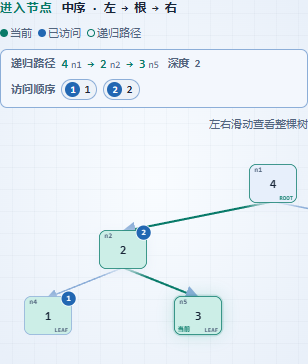 进入节点 中序 · 左 → 根 → 右
当前 已访问 递归路径
递归路径 4 n1 → 2 n2 → 3 n5 深度 2
访问顺序 1 1 2 2
左右滑动查看整棵树
n1
4
ROOT
n2
2
2
n4
1
1
LEAF
n5
3
当前 LEAF